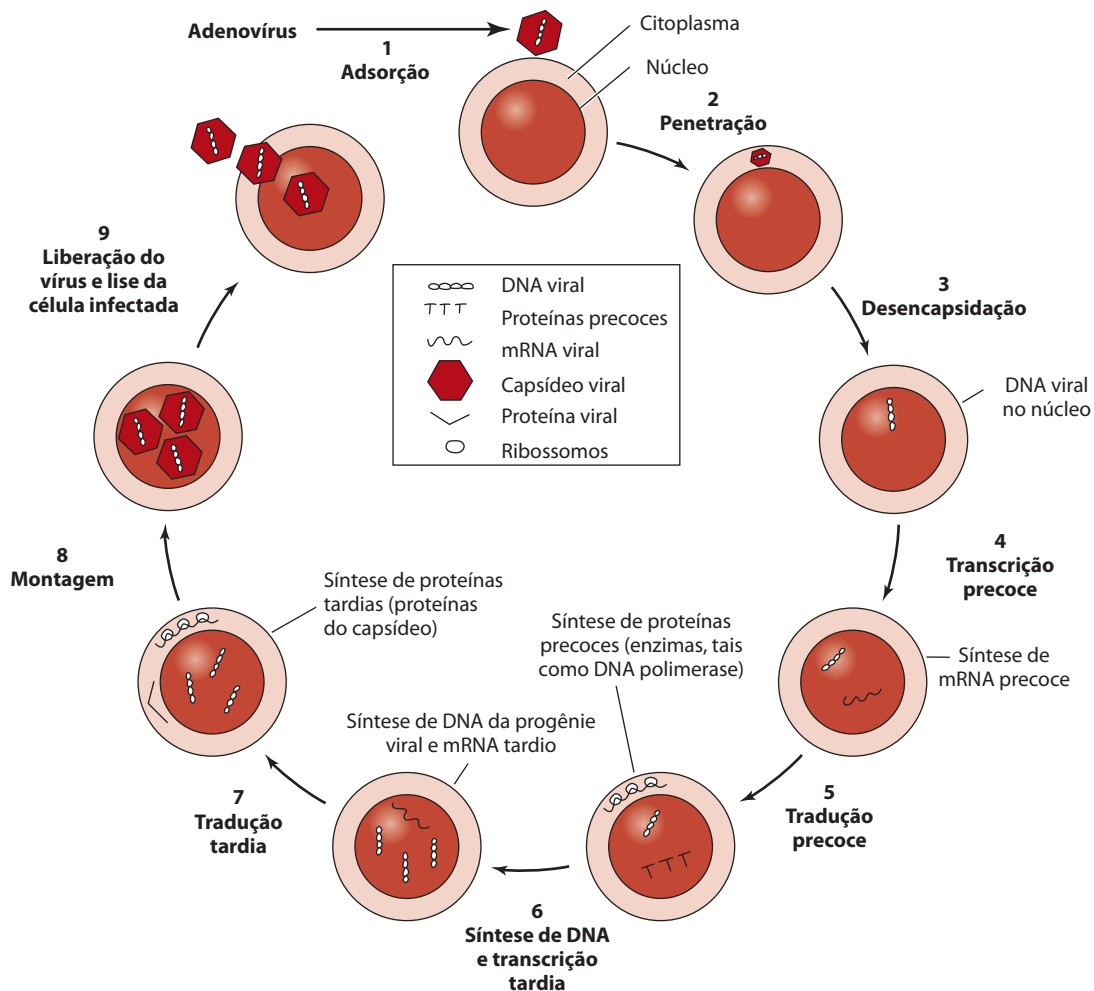 Adenovírus
1
Adsorção
Citoplasma
Núcleo
2
Penetração
3
Desencapsidação
DNA viral
no núcleo
4
Transcrição
precoce
Síntese de
mRNA precoce
5
Tradução
precoce
Síntese de proteínas
precoces (enzimas, tais
como DNA polimerase)
6
Síntese de DNA
e transcrição
tardia
Síntese de DNA da progênie
viral e mRNA tardio
7
Tradução
tardia
Síntese de proteínas
tardias (proteínas
do capsídeo)
8
Montagem
9
Liberação do
vírus e lise da
célula infectada
DNA viral
Proteínas precoces
mRNA viral
Capsídeo viral
Proteína viral
Ribossomos